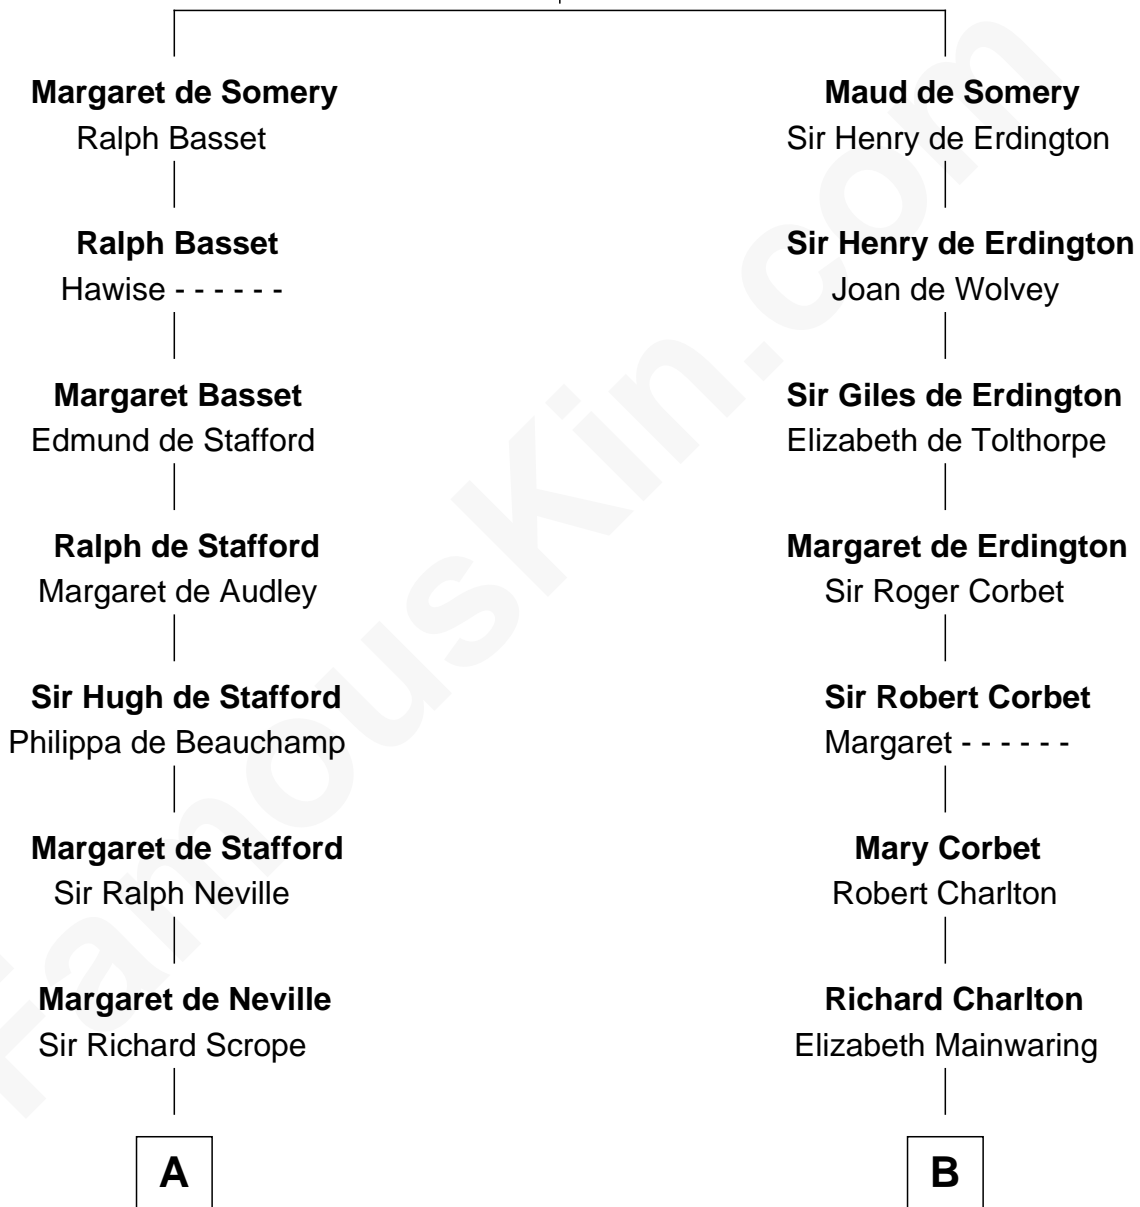 Margaret de Somery
Ralph Basset
Ralph Basset
Hawise - - - - - -
Margaret Basset
Edmund de Stafford
Ralph de Stafford
Margaret de Audley
Sir Hugh de Stafford
Philippa de Beauchamp
Margaret de Stafford
Sir Ralph Neville
Margaret de Neville
Sir Richard Scrope
A
Maud de Somery
Sir Henry de Erdington
Sir Henry de Erdington
Joan de Wolvey
Sir Giles de Erdington
Elizabeth de Tolthorpe
Margaret de Erdington
Sir Roger Corbet
Sir Robert Corbet
Margaret - - - - - -
Mary Corbet
Robert Charlton
Richard Charlton
Elizabeth Mainwaring
B
FamousKin.com